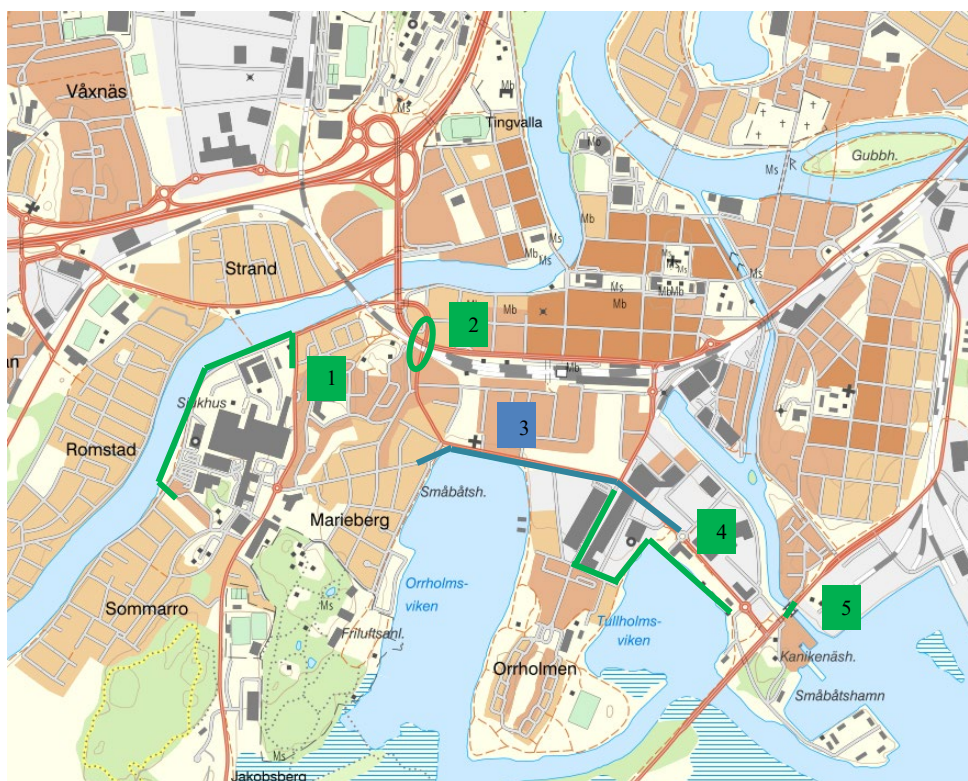 Våxnäs
Ms
Mb
Tingvalla
Mb
Gubbh.
Ms
Mb
Ms
Mb
Ms
Ms
Ms
Ms
Strand
Mb
Mb
Mb
MbMb
2
Mb
1
Sjukhus
3
Romstad
Småbåtsh.
Marieberg
4
Orrholms-
viken
Sommarro
Ms
5
Friluftsanl.
Tullholms-
viken
Orrholmen
Kanikenäsh.
Småbåtshamn
Ms
Jakobsberg